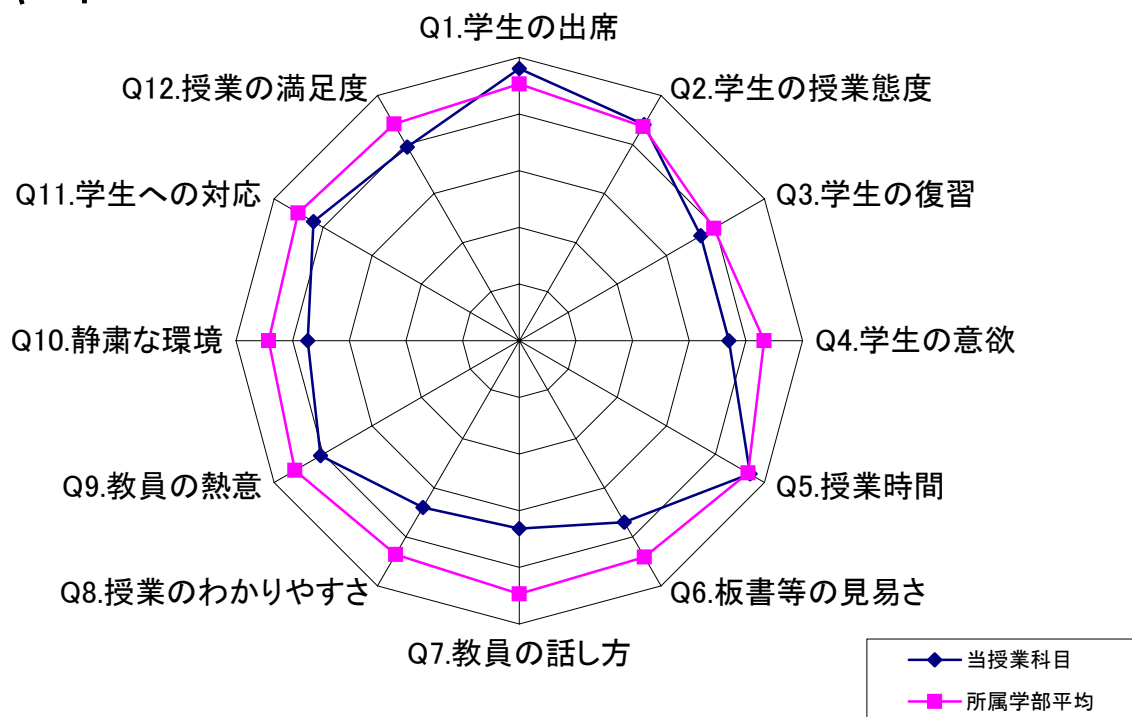 Q1.学生の出席
Q2.学生の授業態度
Q3.学生の復習
Q4.学生の意欲
Q5.授業時間
Q6.板書等の見易さ
Q7.教員の話し方
Q8.授業のわかりやすさ
Q9.教員の熱意
Q10.静粛な環境
Q11.学生への対応
Q12.授業の満足度
当授業科目
所属学部平均